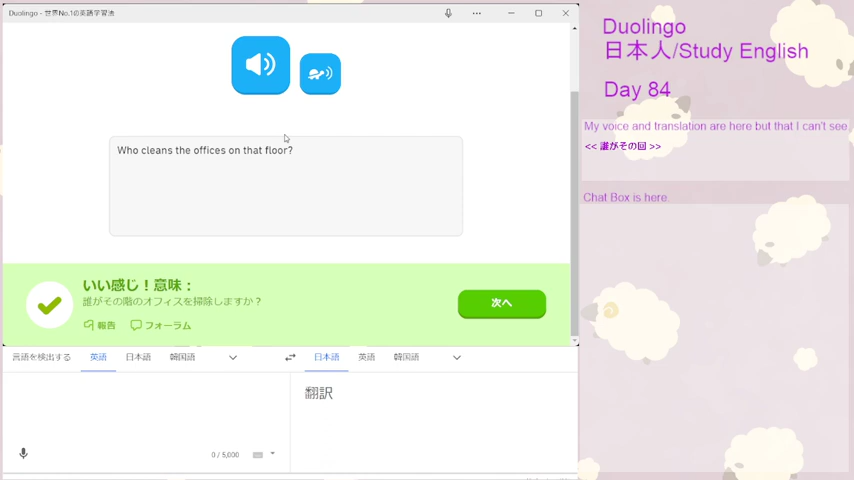 Duolingo - 世界No.1の英語学習法
Who cleans the offices on that floor?
いい感じ！意味：
誰がその階のオフィスを掃除しますか？
報告 フォーラム
次へ
言語を検出する 英語 日本語 韓国語
日本語 英語 韓国語
翻訳
0 / 5,000
Duolingo
日本人/Study English
Day 84
My voice and translation are here but that I can't see
<< 誰がその回 >>
Chat Box is here.